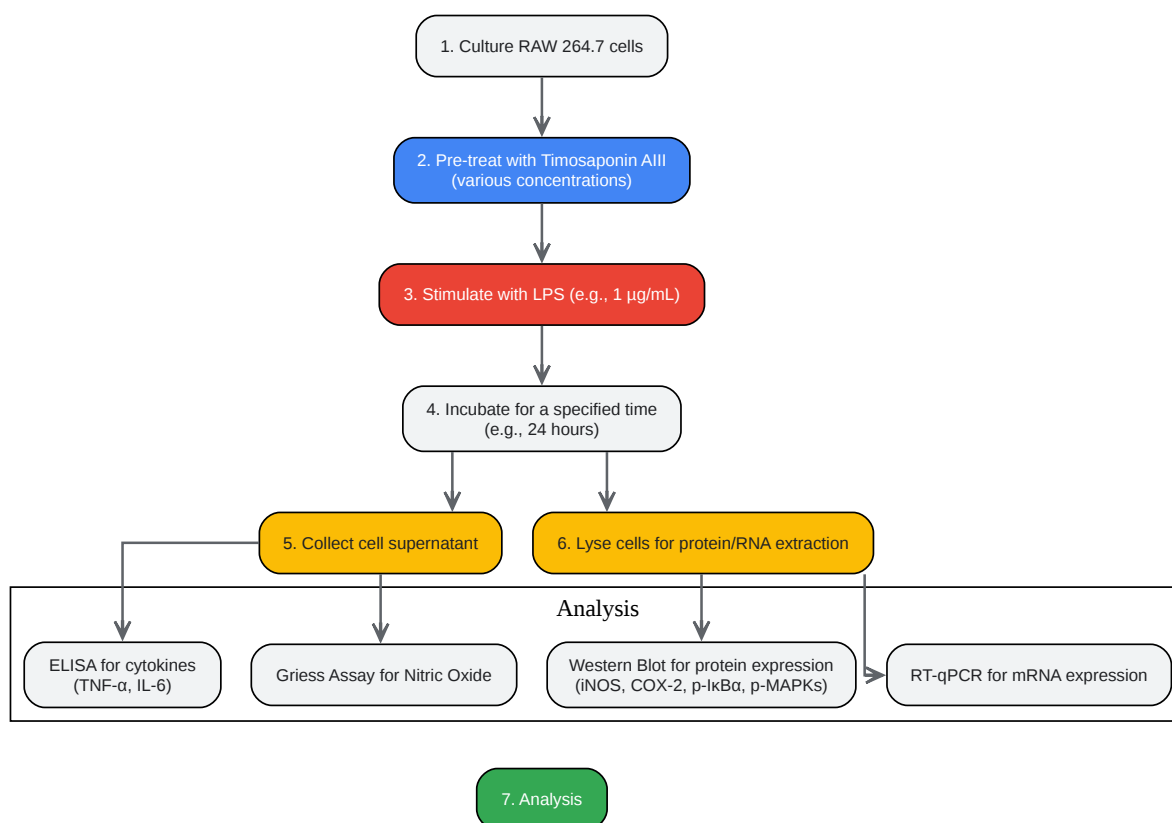 1. Culture RAW 264.7 cells
2. Pre-treat with Timosaponin AIII
(various concentrations)
3. Stimulate with LPS (e.g., 1 µg/mL)
4. Incubate for a specified time
(e.g., 24 hours)
5. Collect cell supernatant
6. Lyse cells for protein/RNA extraction
Analysis
ELISA for cytokines
(TNF-α, IL-6)
Griess Assay for Nitric Oxide
Western Blot for protein expression
(iNOS, COX-2, p-IκBα, p-MAPKs)
RT-qPCR for mRNA expression
7. Analysis